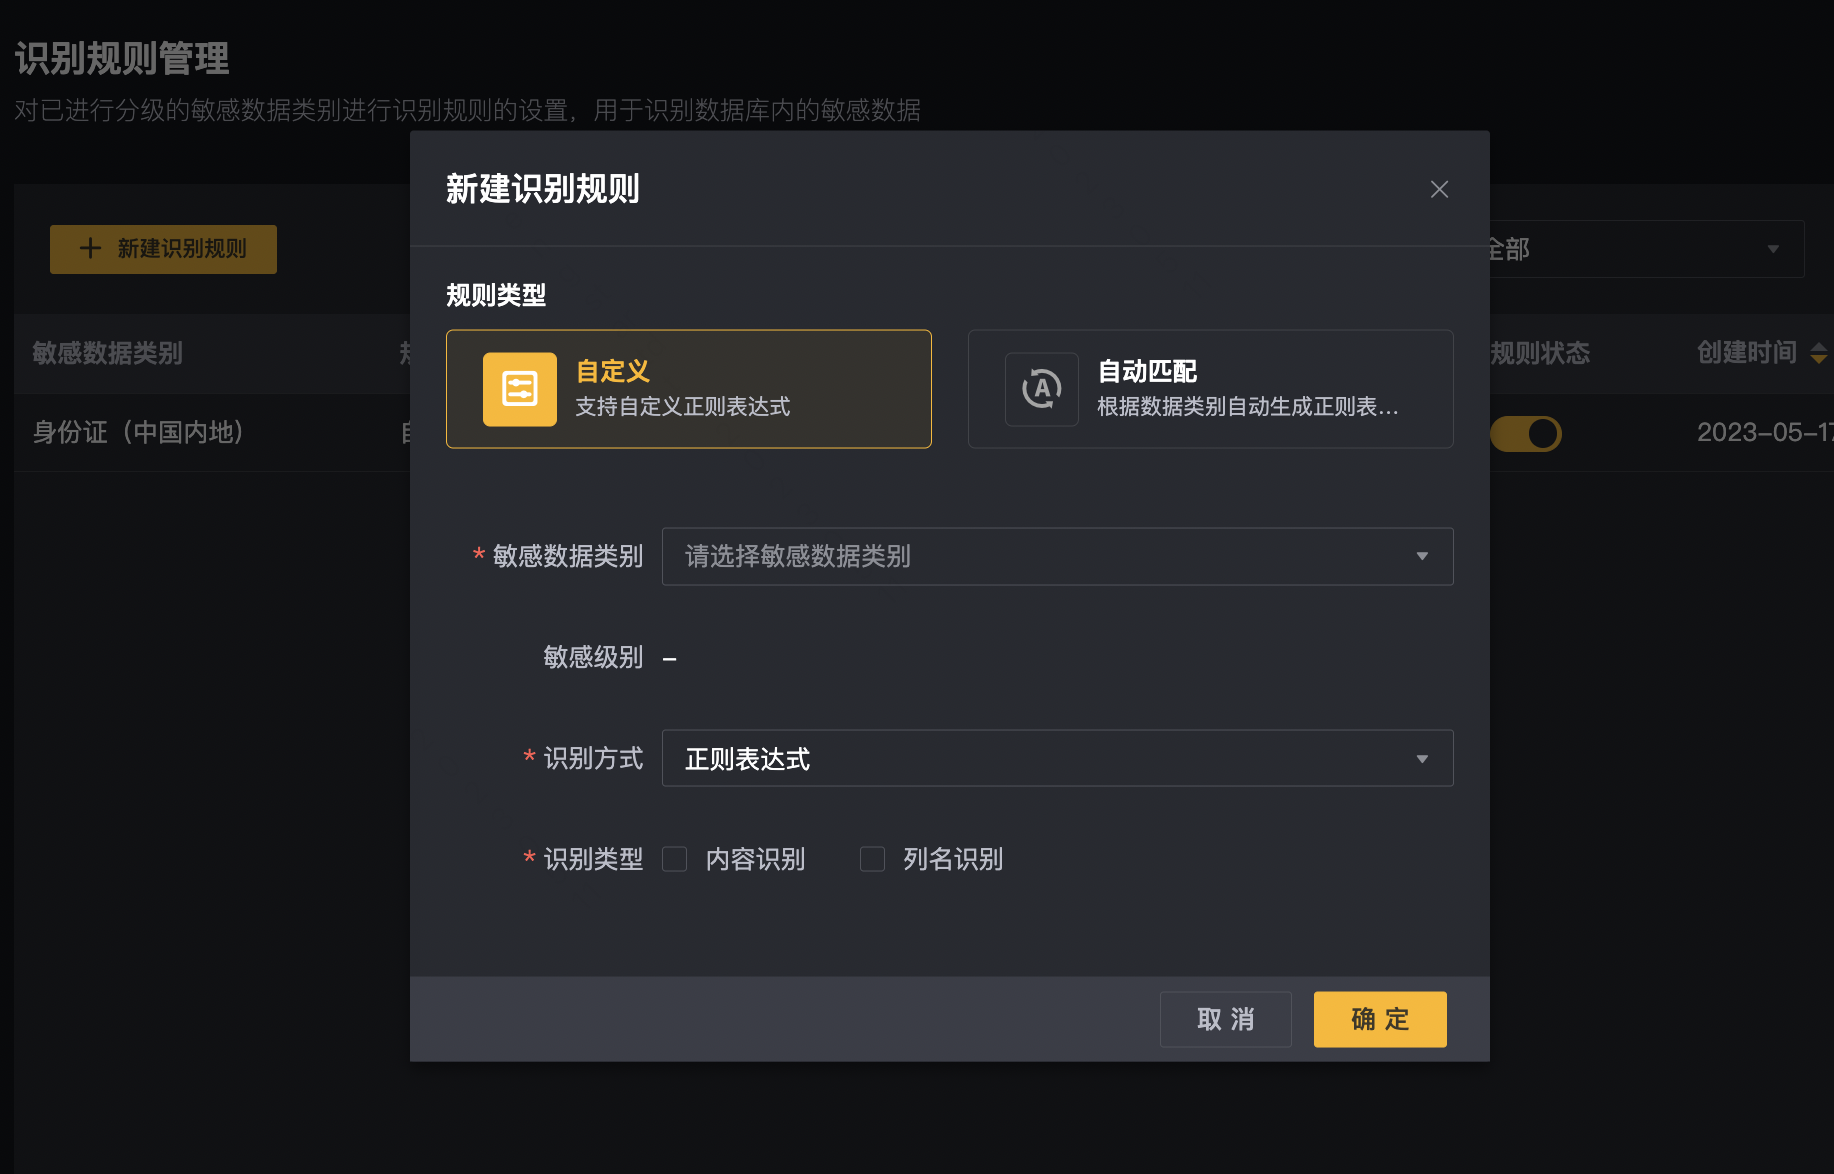 识别规则管理
对已进行分级的敏感数据类别进行识别规则的设置，用于识别数据库内的敏感数据
新建识别规则
新建识别规则
全部
规则类型
自定义
支持自定义正则表达式
自动匹配
根据数据类别自动生成正则表...
敏感数据类别
规则状态
创建时间
身份证（中国内地）
2023-05-17
* 敏感数据类别 请选择敏感数据类别
敏感级别 –
* 识别方式 正则表达式
* 识别类型 内容识别 列名识别
取消 确定